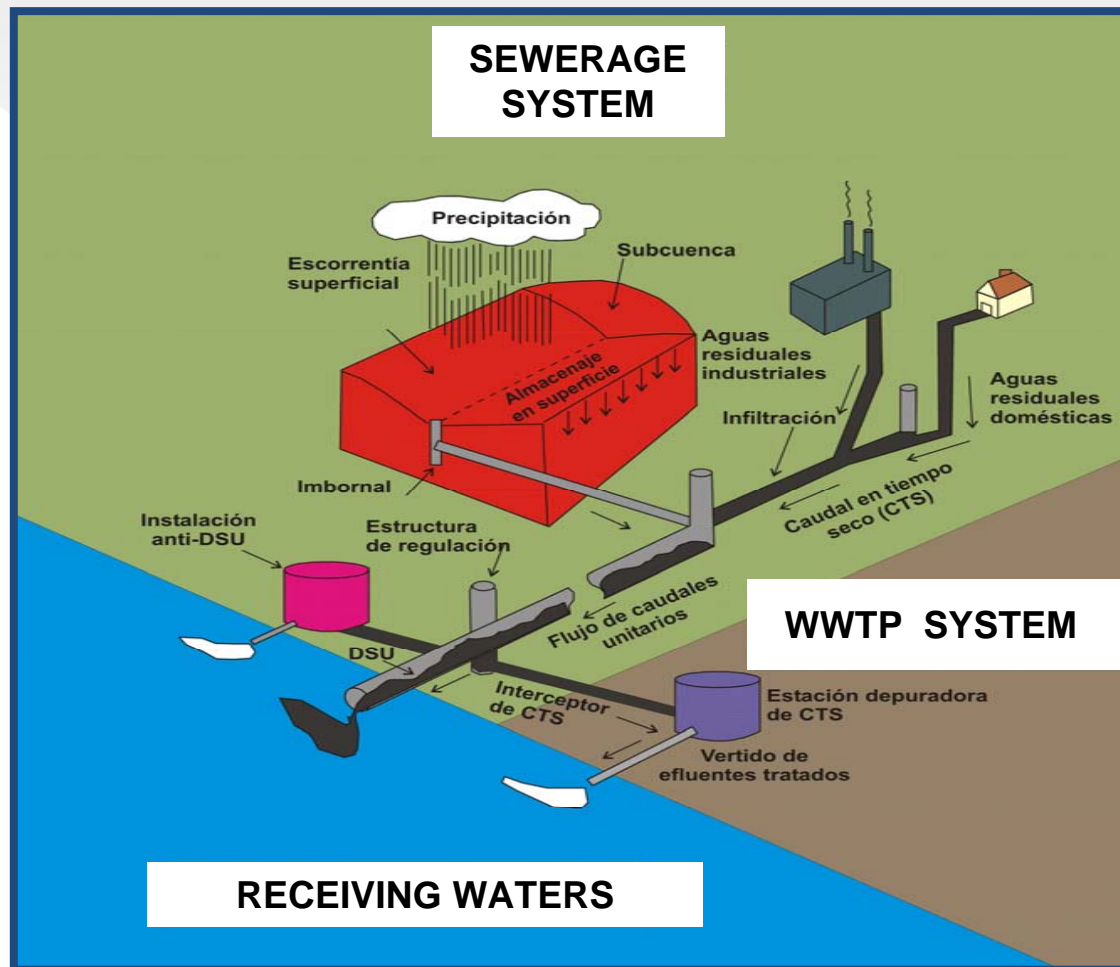 SEWERAGE
SYSTEM
Precipitación
Escorrentía
superficial
Subcuenca
Almacenaje
en superficie
Aguas
residuales
industriales
Infiltración
Aguas
residuales
domésticas
Imbornal
Caudal en tiempo
seco (CTS)
Instalación
anti-DSU
Estructura
de regulación
Flujo de caudales
unitarios
WWTP SYSTEM
DSU
Interceptor
de CTS
Estación depuradora
de CTS
Vertido de
efluentes tratados
RECEIVING WATERS